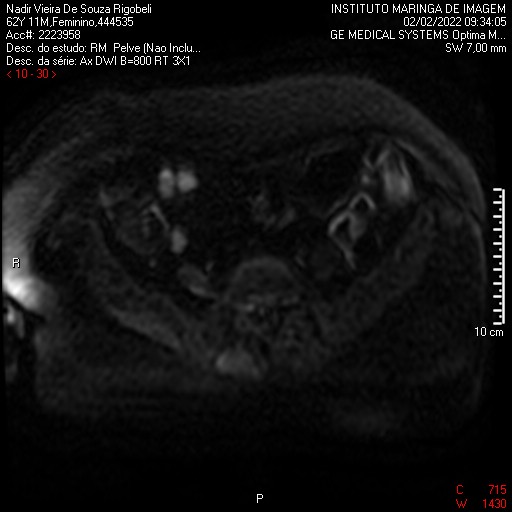 Nadir Vieira De Souza Rigobeli
62Y 11M,Feminino,444535
Acc#: 2223958
Desc. do estudo: RM Pelve (Nao Inclu...
Desc. da série: Ax DWI B=800 RT 3X1
< 10 - 30 >
INSTITUTO MARINGA DE IMAGEM
02/02/2022 09:34:05
GE MEDICAL SYSTEMS Optima M...
SW 7,00 mm
R
10 cm
P
C 715
W 1430